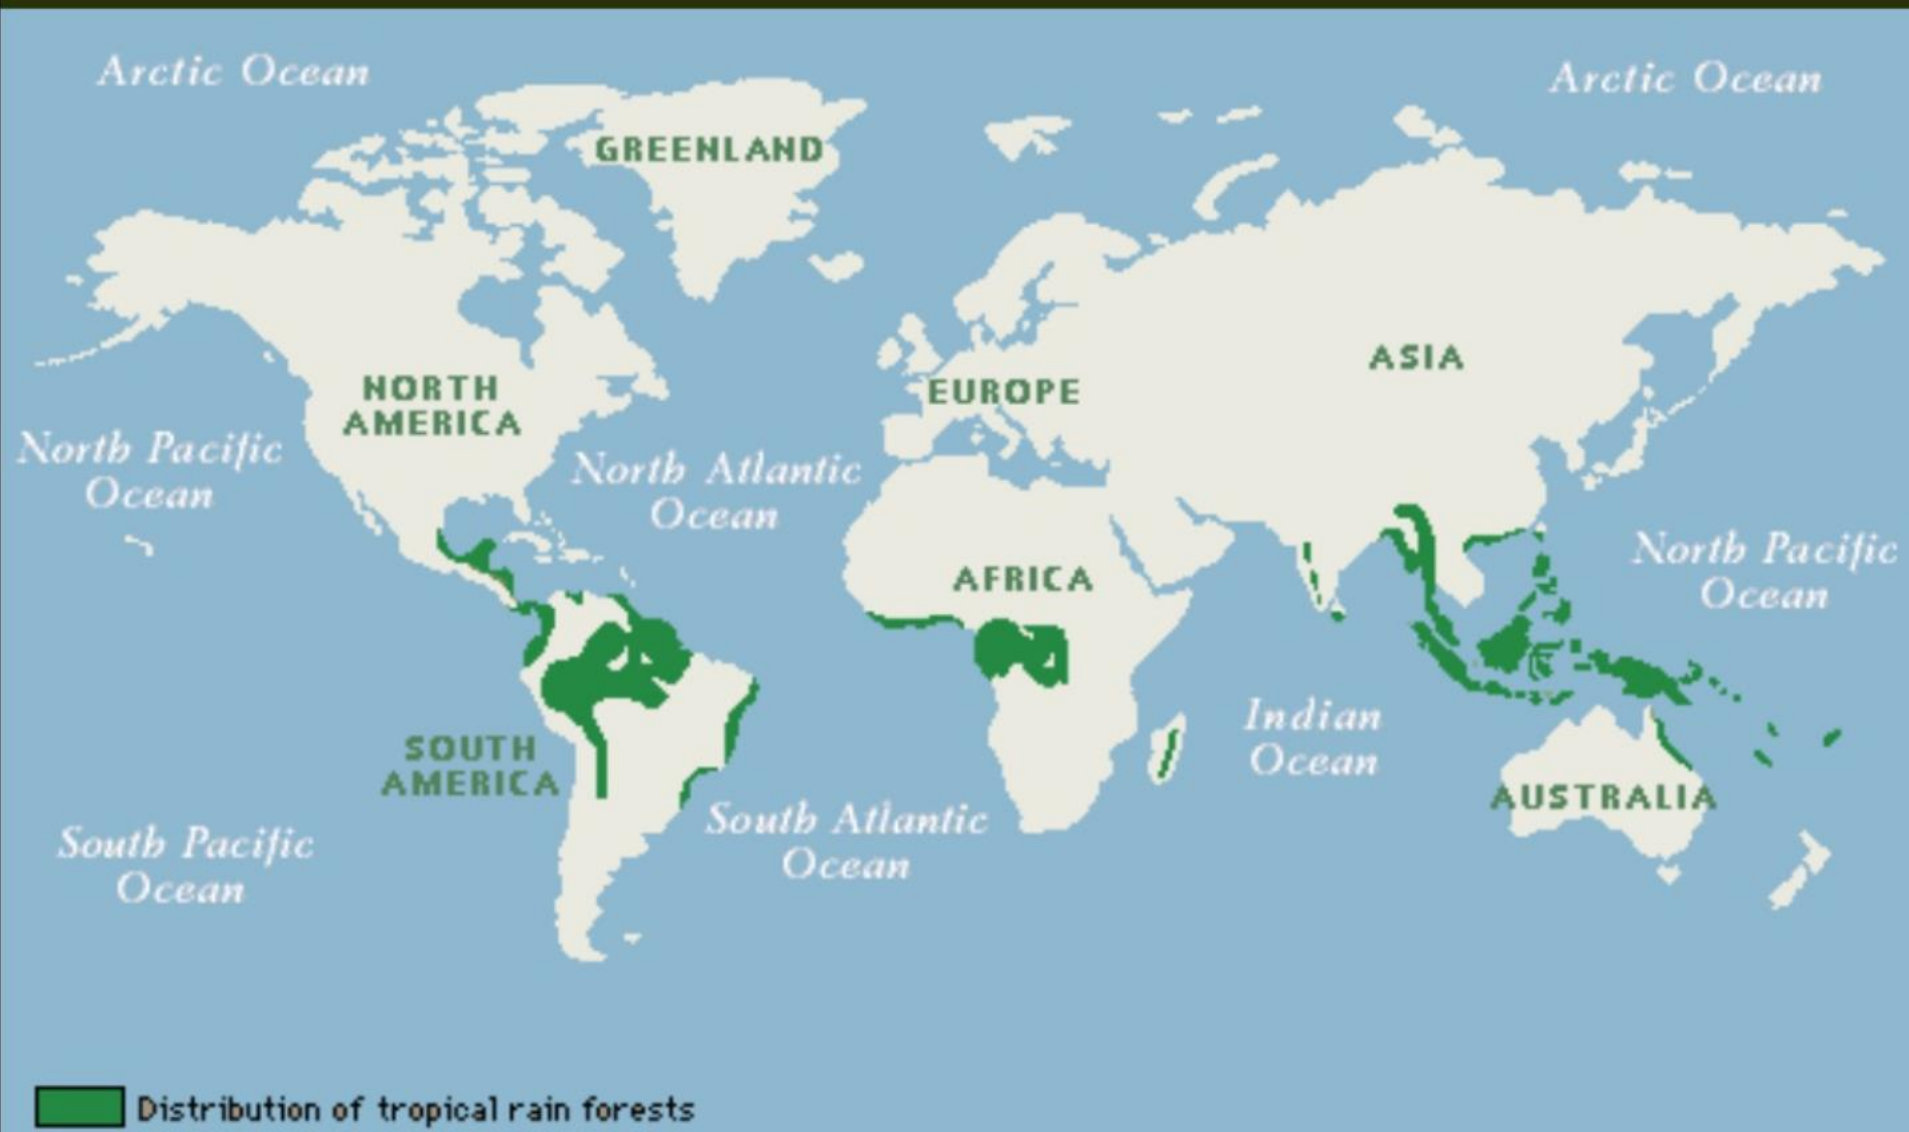 Arctic Ocean
Arctic Ocean
GREENLAND
ASIA
NORTH
AMERICA
EUROPE
North Pacific
Ocean
North Atlantic
Ocean
North Pacific
Ocean
AFRICA
Indian
Ocean
SOUTH
AMERICA
AUSTRALIA
South Atlantic
Ocean
South Pacific
Ocean
Distribution of tropical rain forests